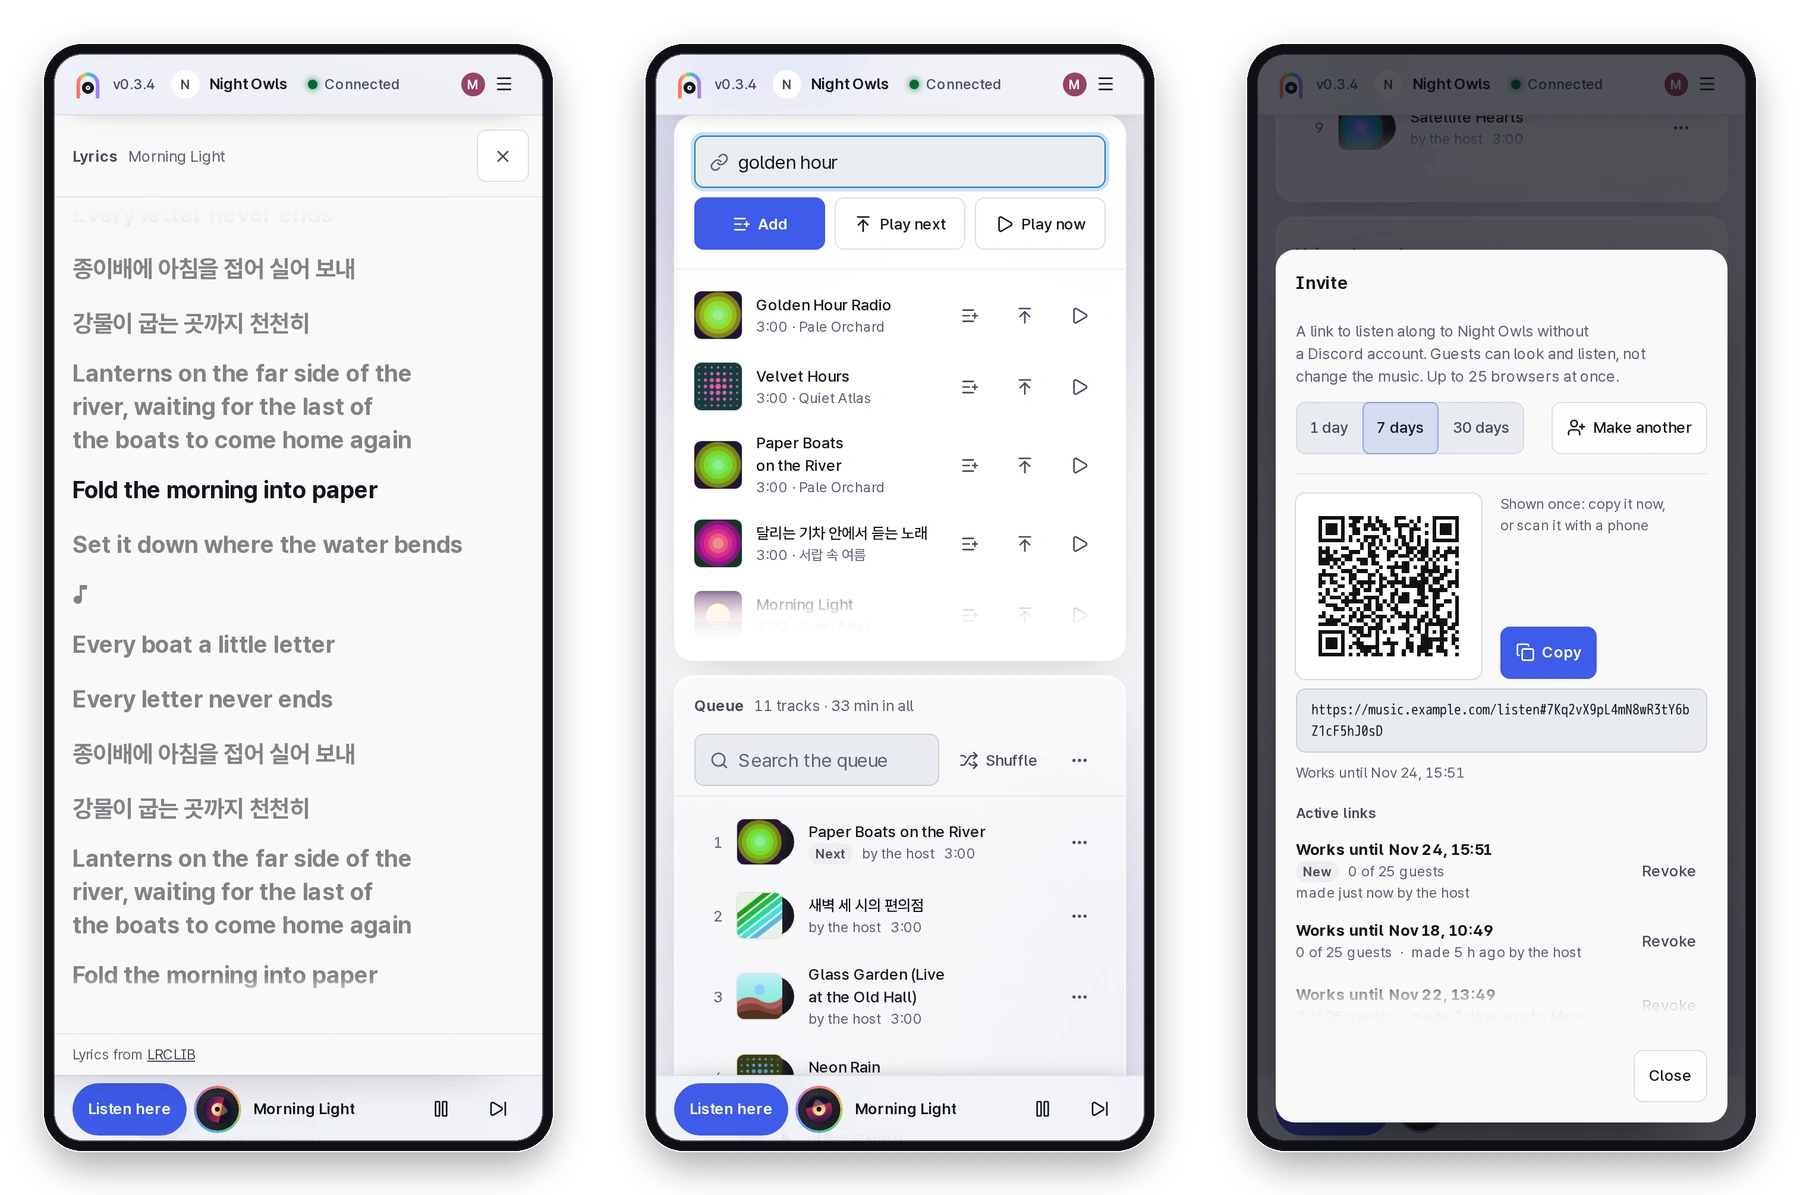 v0.3.4 N Night Owls Connected M
Lyrics Morning Light
Every letter never ends
종이배에 아침을 접어 실어 보내
강물이 굽는 곳까지 천천히
Lanterns on the far side of the
river, waiting for the last of
the boats to come home again
Fold the morning into paper
Set it down where the water bends
Every boat a little letter
Every letter never ends
종이배에 아침을 접어 실어 보내
강물이 굽는 곳까지 천천히
Lanterns on the far side of the
river, waiting for the last of
the boats to come home again
Fold the morning into paper
Lyrics from LRCLIB
Listen here Morning Light
v0.3.4 N Night Owls Connected M
golden hour
Add Play next Play now
Golden Hour Radio
3:00 · Pale Orchard
Velvet Hours
3:00 · Quiet Atlas
Paper Boats
on the River
3:00 · Pale Orchard
달리는 기차 안에서 듣는 노래
3:00 · 서랍 속 여름
Morning Light
3:00 · Quiet Atlas
Queue 11 tracks · 33 min in all
Search the queue Shuffle
1 Paper Boats on the River
Next by the host 3:00
2 새벽 세 시의 편의점
by the host 3:00
3 Glass Garden (Live
at the Old Hall)
by the host 3:00
Neon Rain
Listen here Morning Light
v0.3.4 N Night Owls Connected M
9 Satellite Hearts
by the host 3:00
Invite
A link to listen along to Night Owls without
a Discord account. Guests can look and listen, not
change the music. Up to 25 browsers at once.
1 day 7 days 30 days Make another
Shown once: copy it now,
or scan it with a phone
Copy
https://music.example.com/listen#7Kq2vX9pL4mN8wR3tY6b
Z1cF5hJ0sD
Works until Nov 24, 15:51
Active links
Works until Nov 24, 15:51
New 0 of 25 guests
made just now by the host
Revoke
Works until Nov 18, 10:49
0 of 25 guests · made 5 h ago by the host
Revoke
Works until Nov 22, 13:49
3 of 25 guests · made 2 days ago by Mina
Revoke
Close